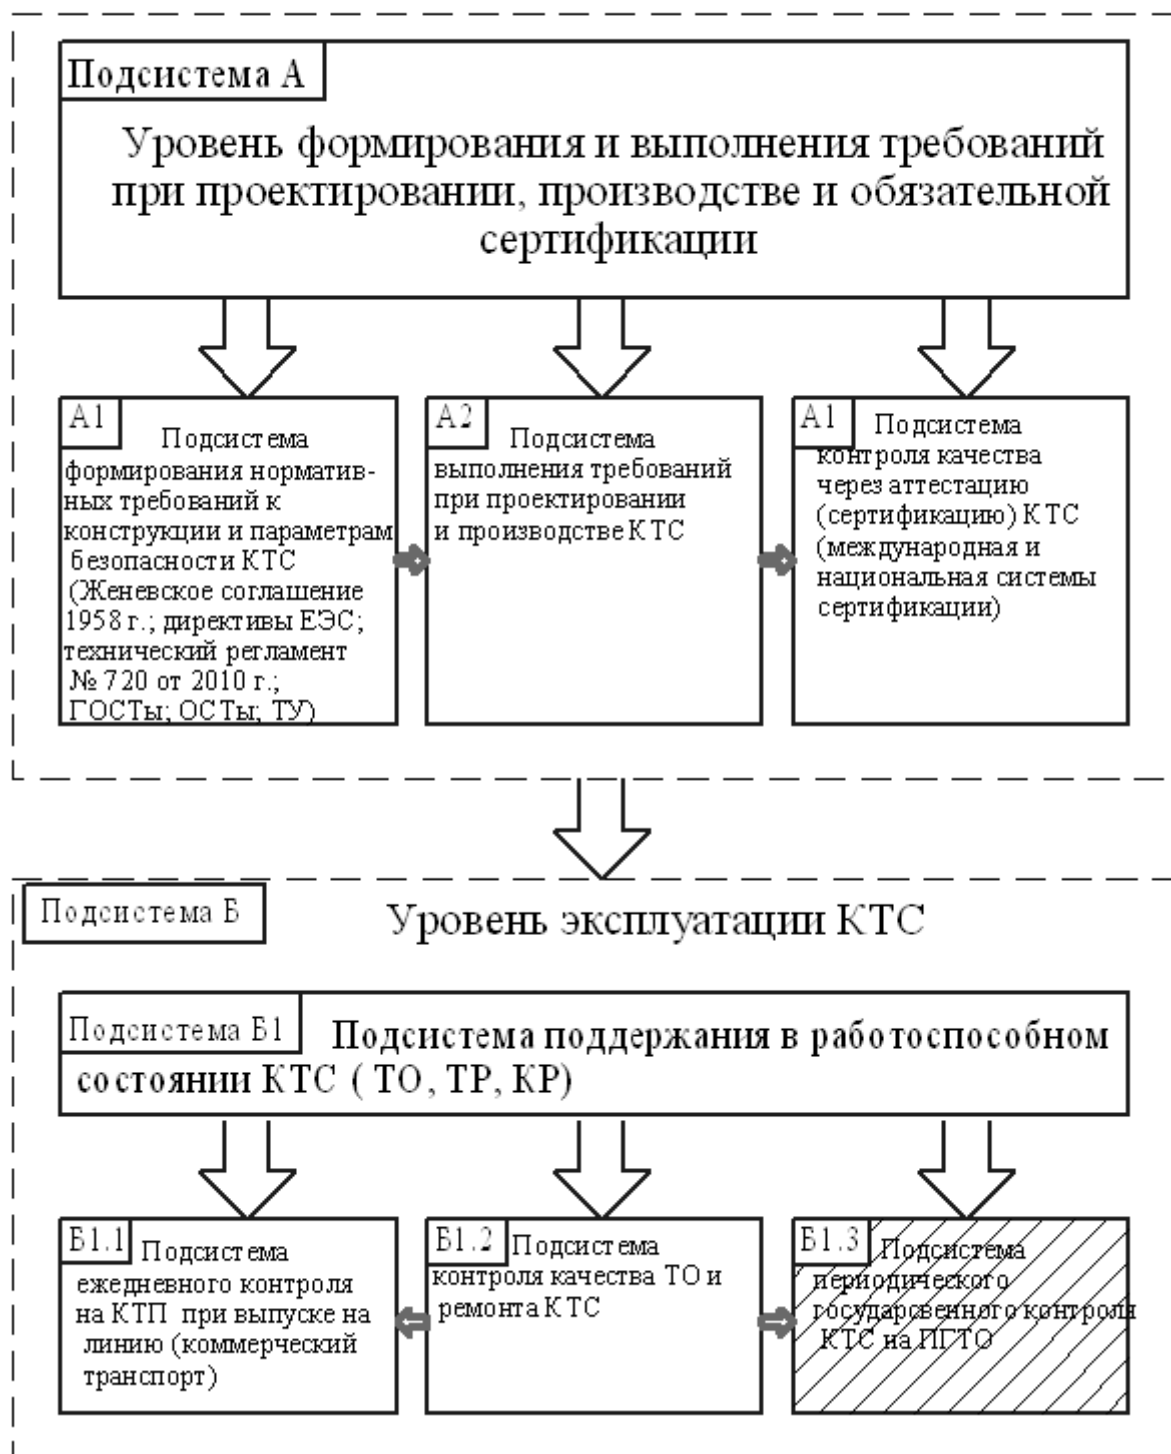 Подсистема А
Уровень формирования и выполнения требований
при проектировании, производстве и обязательной
сертификации
А1
Подсистема
формирования норматив-
ных требований к
конструкции и параметрам
безопасности КТС
(Женевское соглашение
1958 г.; директивы ЕЭС;
технический регламент
№ 720 от 2010 г.;
ГОСТы; ОСТы; ТУ)
А2
Подсистема
выполнения требований
при проектировании
и производстве КТС
А1
Подсистема
контроля качества
через аттестацию
(сертификацию) КТС
(международная и
национальная системы
сертификации)
Подсистема Б
Уровень эксплуатации КТС
Подсистема Б1
Подсистема поддержания в работоспособном
состоянии КТС ( ТО, ТР, КР)
Б1.1
Подсистема
ежедневного контроля
на КТП при выпуске на
линию (коммерческий
транспорт)
Б1.2
Подсистема
контроля качества ТО и
ремонта КТС
Б1.3
Подсистема
периодического
государсвенного контроля
КТС на ПГТО